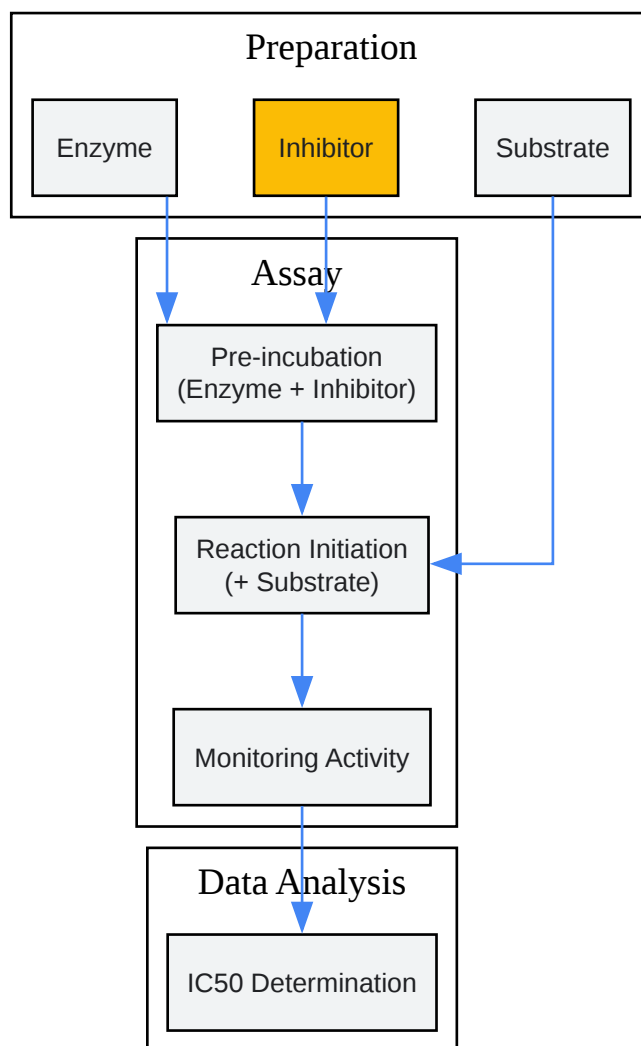 Preparation
Enzyme
Inhibitor
Substrate
Assay
Pre-incubation
(Enzyme + Inhibitor)
Reaction Initiation
(+ Substrate)
Monitoring Activity
Data Analysis
IC50 Determination